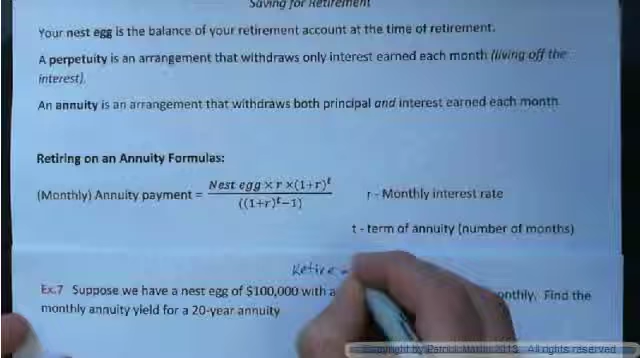 Saving for Retirement
Your nest egg is the balance of your retirement account at the time of retirement.
A perpetuity is an arrangement that withdraws only interest earned each month (living off the
interest).
An annuity is an arrangement that withdraws both principal and interest earned each month
Retiring on an Annuity Formulas:
(Monthly) Annuity payment = Nest egg × r ×(1+r)^t / ((1+r)^t−1)
r - Monthly interest rate
t - term of annuity (number of months)
Retire
Ex.7 Suppose we have a nest egg of $100,000 with a onthly. Find the
monthly annuity yield for a 20-year annuity
Copyright by Patrick 2013 All rights reserved